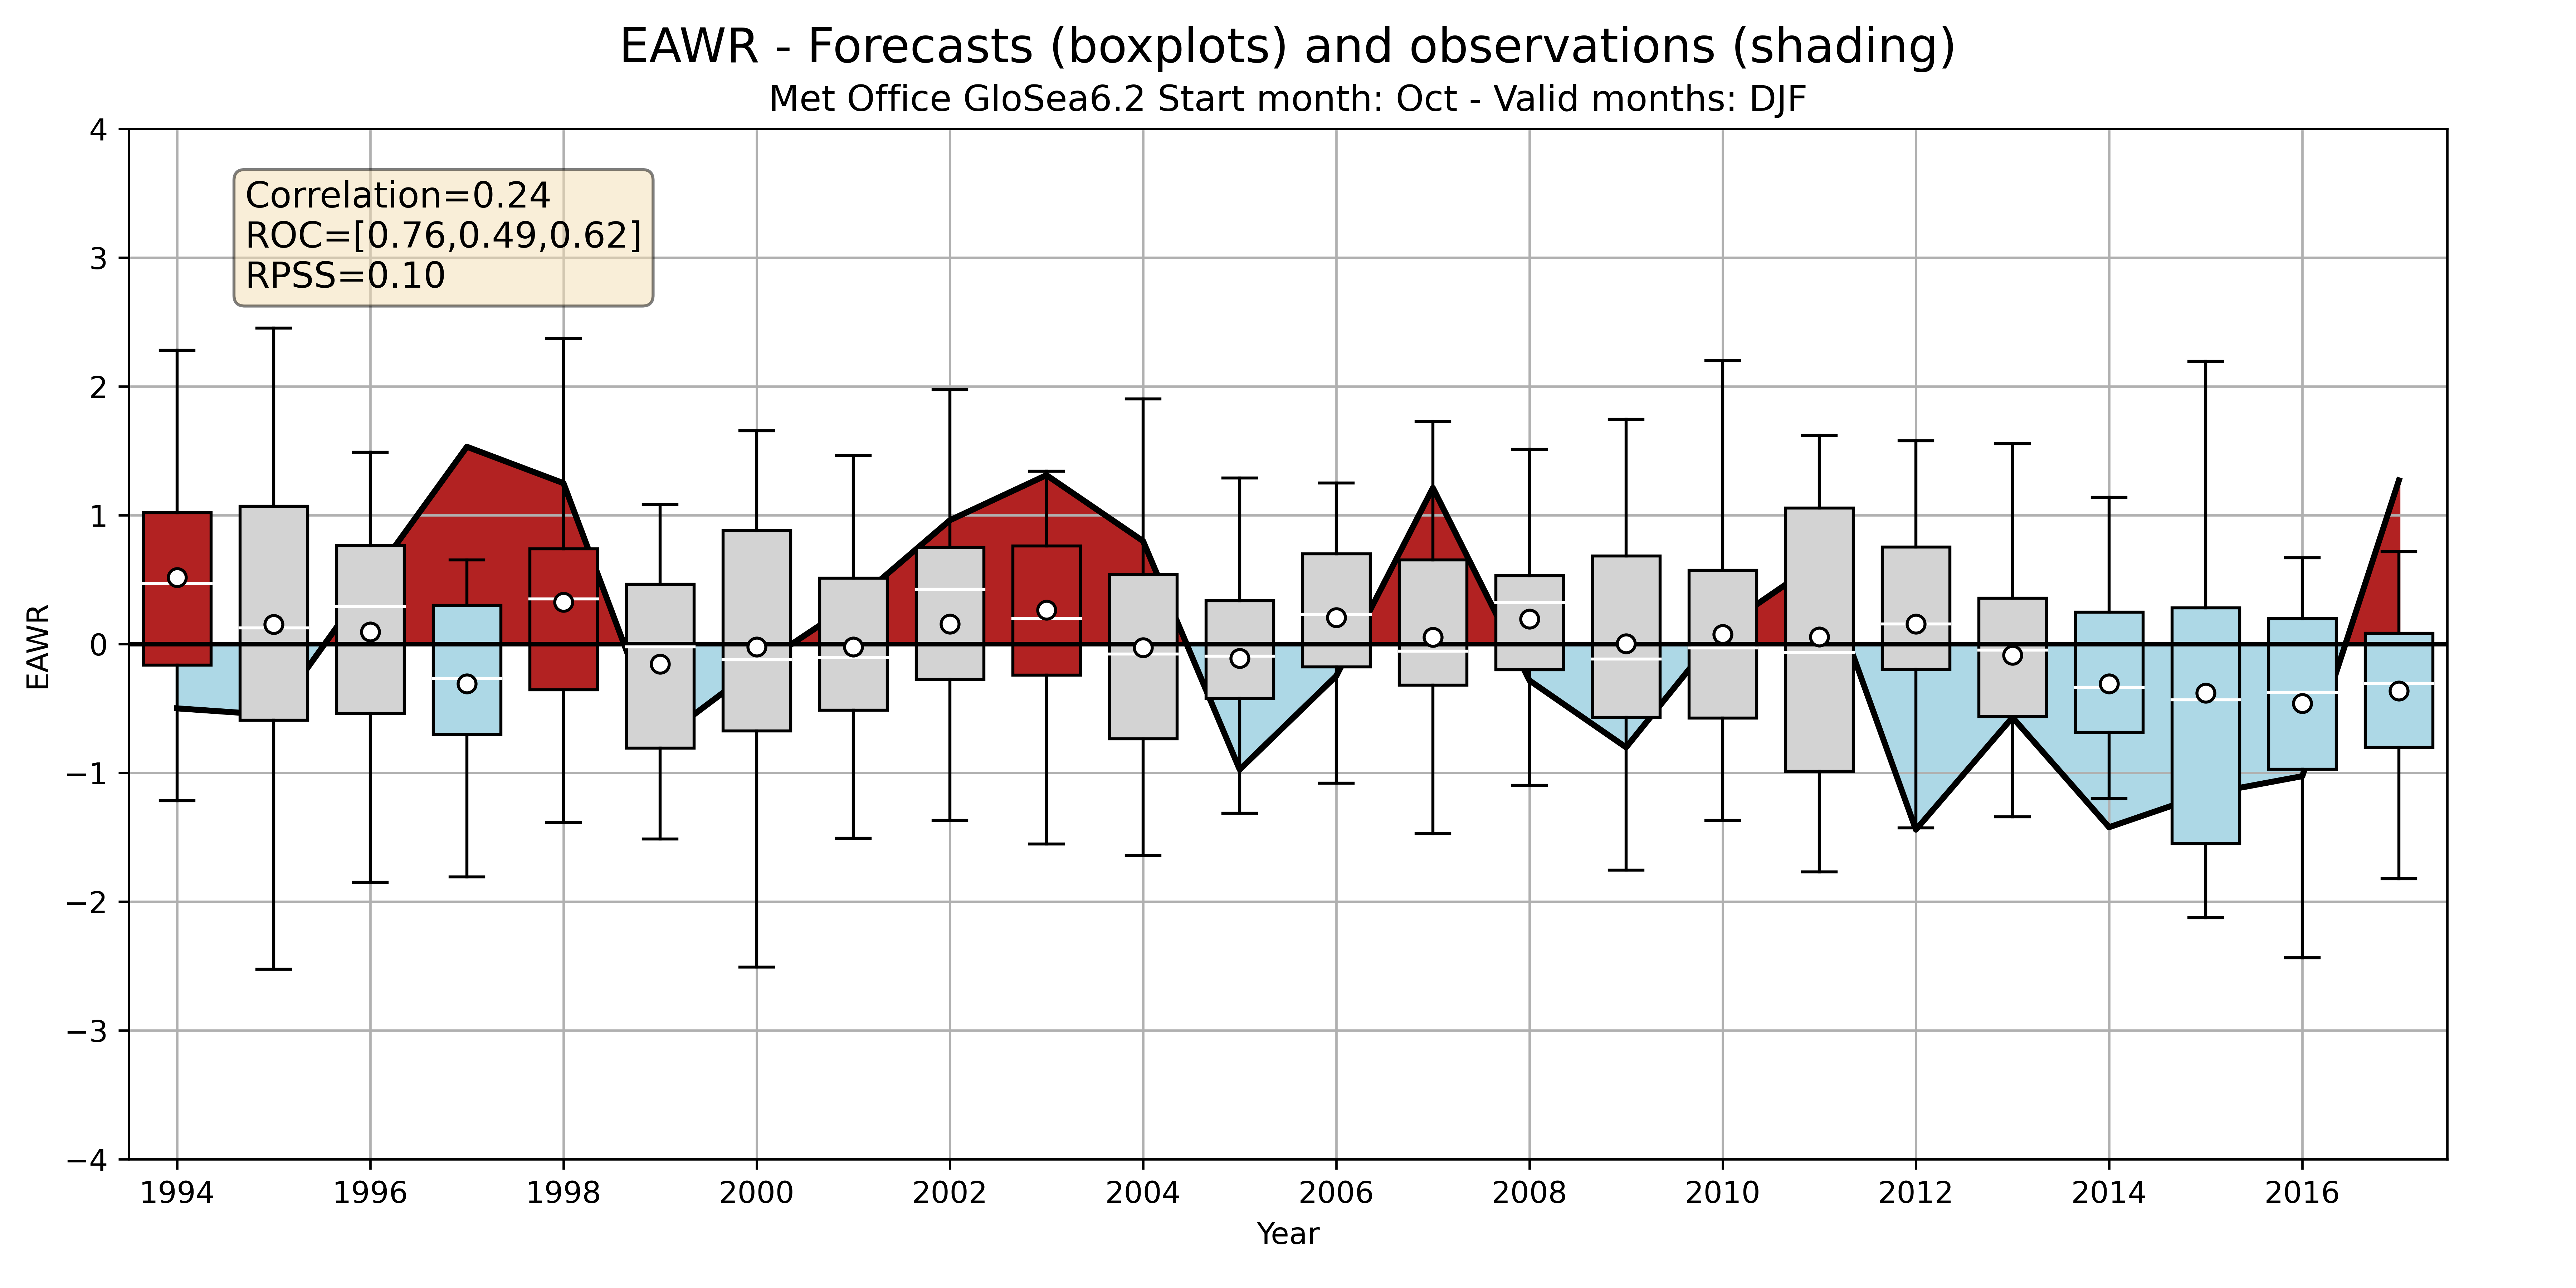 EAWR - Forecasts (boxplots) and observations (shading)
Met Office GloSea6.2 Start month: Oct - Valid months: DJF
Correlation=0.24
ROC=[0.76,0.49,0.62]
RPSS=0.10
EAWR
4
3
2
1
0
−1
−2
−3
−4
1994 1996 1998 2000 2002 2004 2006 2008 2010 2012 2014 2016
Year